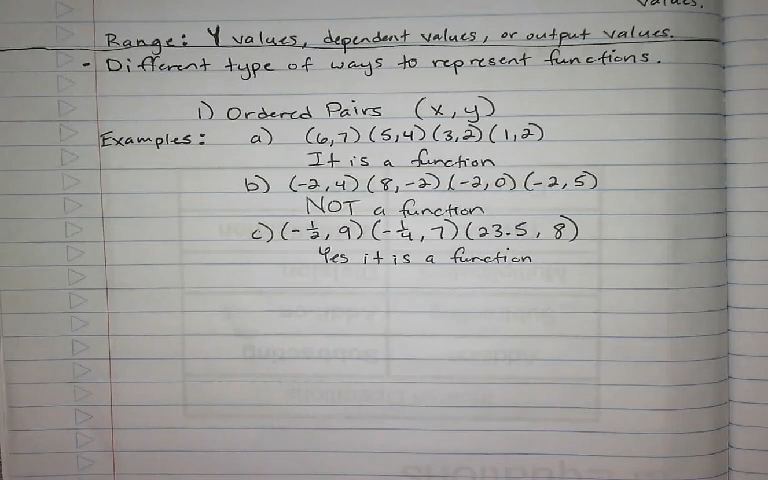 values.
Range: Y values, dependent values, or output values.
- Different type of ways to represent functions.
1) Ordered Pairs (x,y)
Examples: a) (6,7) (5,4) (3,2) (1,2)
It is a function
b) (-2,4) (8,-2) (-2,0) (-2,5)
NOT a function
c) (-1/2, 9) (-1/4, 7) (23.5, 8)
Yes it is a function